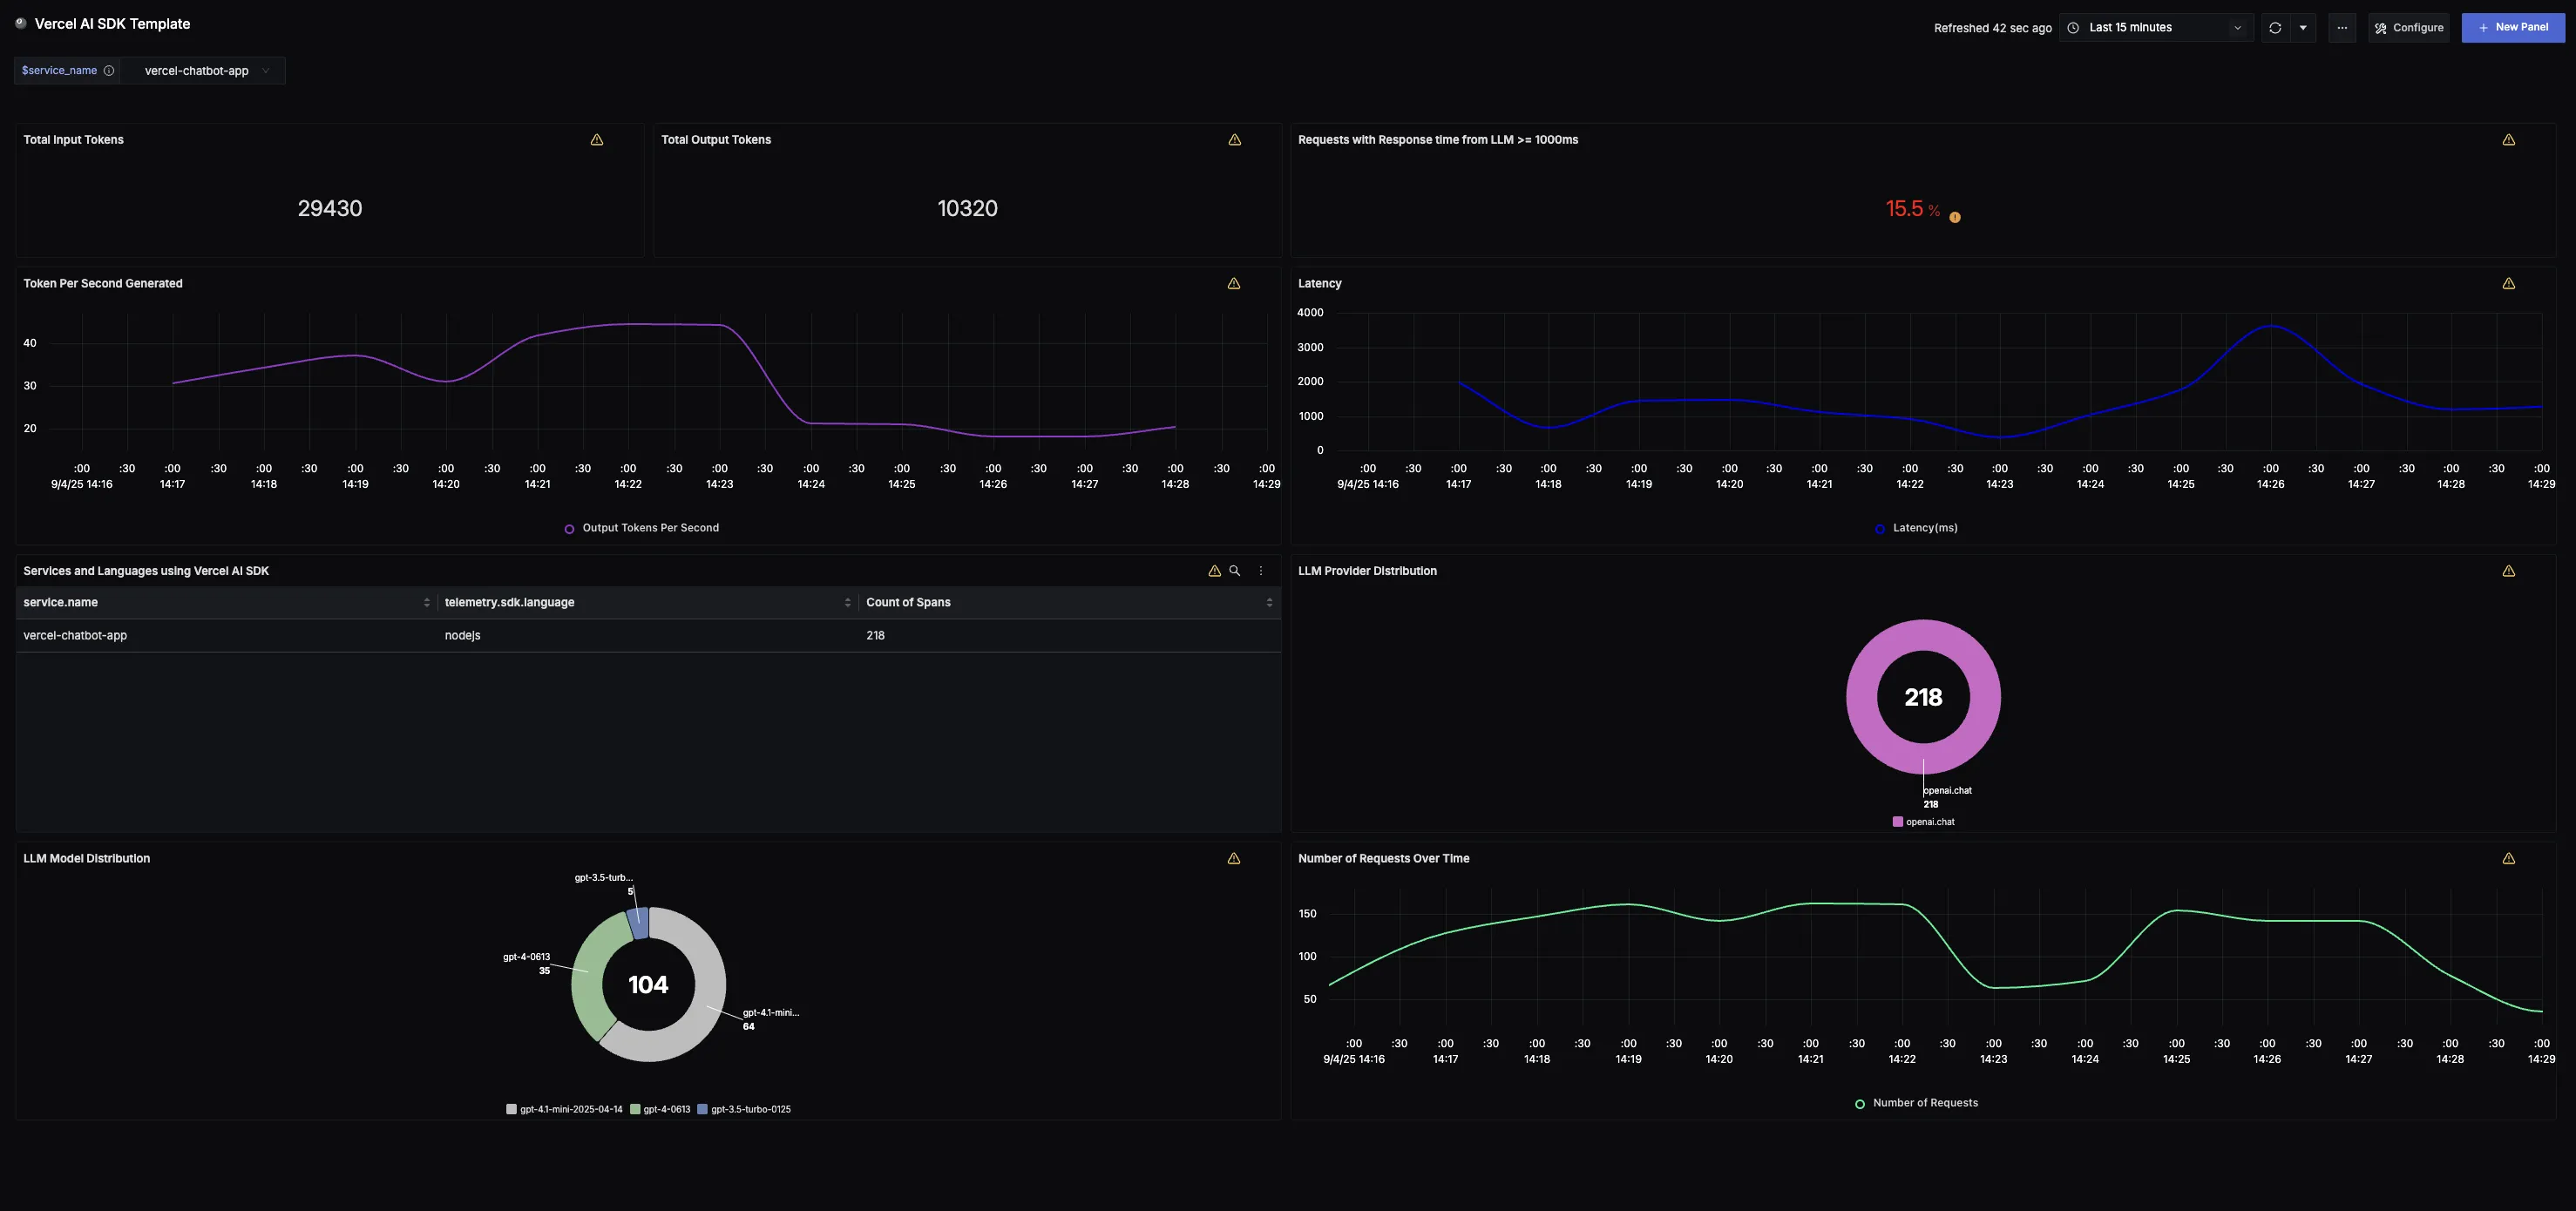 Vercel AI SDK Template
Refreshed 42 sec ago
Last 15 minutes
Configure
+ New Panel
$service_name
vercel-chatbot-app
Total Input Tokens
29430
Total Output Tokens
10320
Requests with Response time from LLM >= 1000ms
15.5 %
Token Per Second Generated
40
30
20
:00 :30 :00 :30 :00 :30 :00 :30 :00 :30 :00 :30 :00 :30 :00 :30 :00 :30 :00 :30 :00 :30 :00 :30 :00 :30 :00
9/4/25 14:16 14:17 14:18 14:19 14:20 14:21 14:22 14:23 14:24 14:25 14:26 14:27 14:28 14:29
Output Tokens Per Second
Latency
4000
3000
2000
1000
0
:00 :30 :00 :30 :00 :30 :00 :30 :00 :30 :00 :30 :00 :30 :00 :30 :00 :30 :00 :30 :00 :30 :00 :30 :00 :30 :00
9/4/25 14:16 14:17 14:18 14:19 14:20 14:21 14:22 14:23 14:24 14:25 14:26 14:27 14:28 14:29
Latency(ms)
Services and Languages using Vercel AI SDK
service.name telemetry.sdk.language Count of Spans
vercel-chatbot-app nodejs 218
LLM Provider Distribution
218
openai.chat
218
openai.chat
LLM Model Distribution
gpt-3.5-turb...
5
gpt-4-0613
35
104
gpt-4.1-mini...
64
gpt-4.1-mini-2025-04-14 gpt-4-0613 gpt-3.5-turbo-0125
Number of Requests Over Time
150
100
50
:00 :30 :00 :30 :00 :30 :00 :30 :00 :30 :00 :30 :00 :30 :00 :30 :00 :30 :00 :30 :00 :30 :00 :30 :00 :30 :00
9/4/25 14:16 14:17 14:18 14:19 14:20 14:21 14:22 14:23 14:24 14:25 14:26 14:27 14:28 14:29
Number of Requests